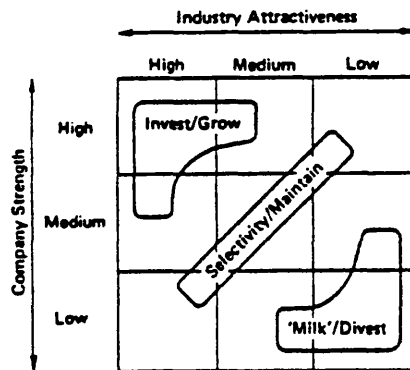 Industry Attractiveness
High Medium Low
High
Invest/Grow
Company Strength
Medium
Selectivity/Maintain
Low
'Milk'/Divest